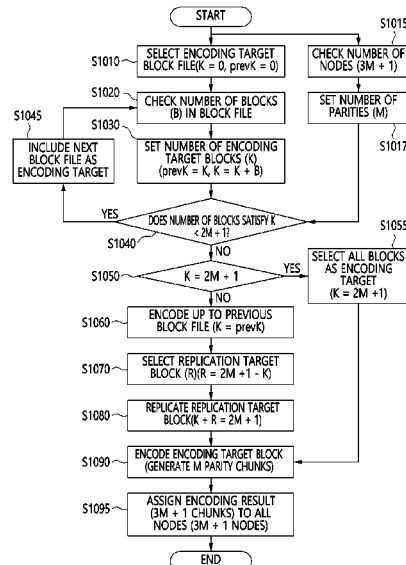 START
S1010
SELECT ENCODING TARGET
BLOCK FILE(K = 0, prevK = 0)
S1015
CHECK NUMBER OF
NODES (3M + 1)
S1020
CHECK NUMBER OF BLOCKS
(B) IN BLOCK FILE
SET NUMBER OF
PARITIES (M)
S1017
S1045
INCLUDE NEXT
BLOCK FILE AS
ENCODING TARGET
S1030
SET NUMBER OF ENCODING
TARGET BLOCKS (K)
(prevK = K, K = K + B)
YES
DOES NUMBER OF BLOCKS SATISFY K
< 2M + 1?
S1040
NO
S1050
K = 2M + 1
YES
S1055
SELECT ALL BLOCKS
AS ENCODING
TARGET
(K = 2M +1)
NO
S1060
ENCODE UP TO PREVIOUS
BLOCK FILE (K = prevK)
S1070
SELECT REPLICATION TARGET
BLOCK (R)(R = 2M +1 - K)
S1080
REPLICATE REPLICATION TARGET
BLOCK(K + R = 2M + 1)
S1090
ENCODE ENCODING TARGET BLOCK
(GENERATE M PARITY CHUNKS)
S1095
ASSIGN ENCODING RESULT
(3M + 1 CHUNKS) TO ALL
NODES (3M + 1 NODES)
END